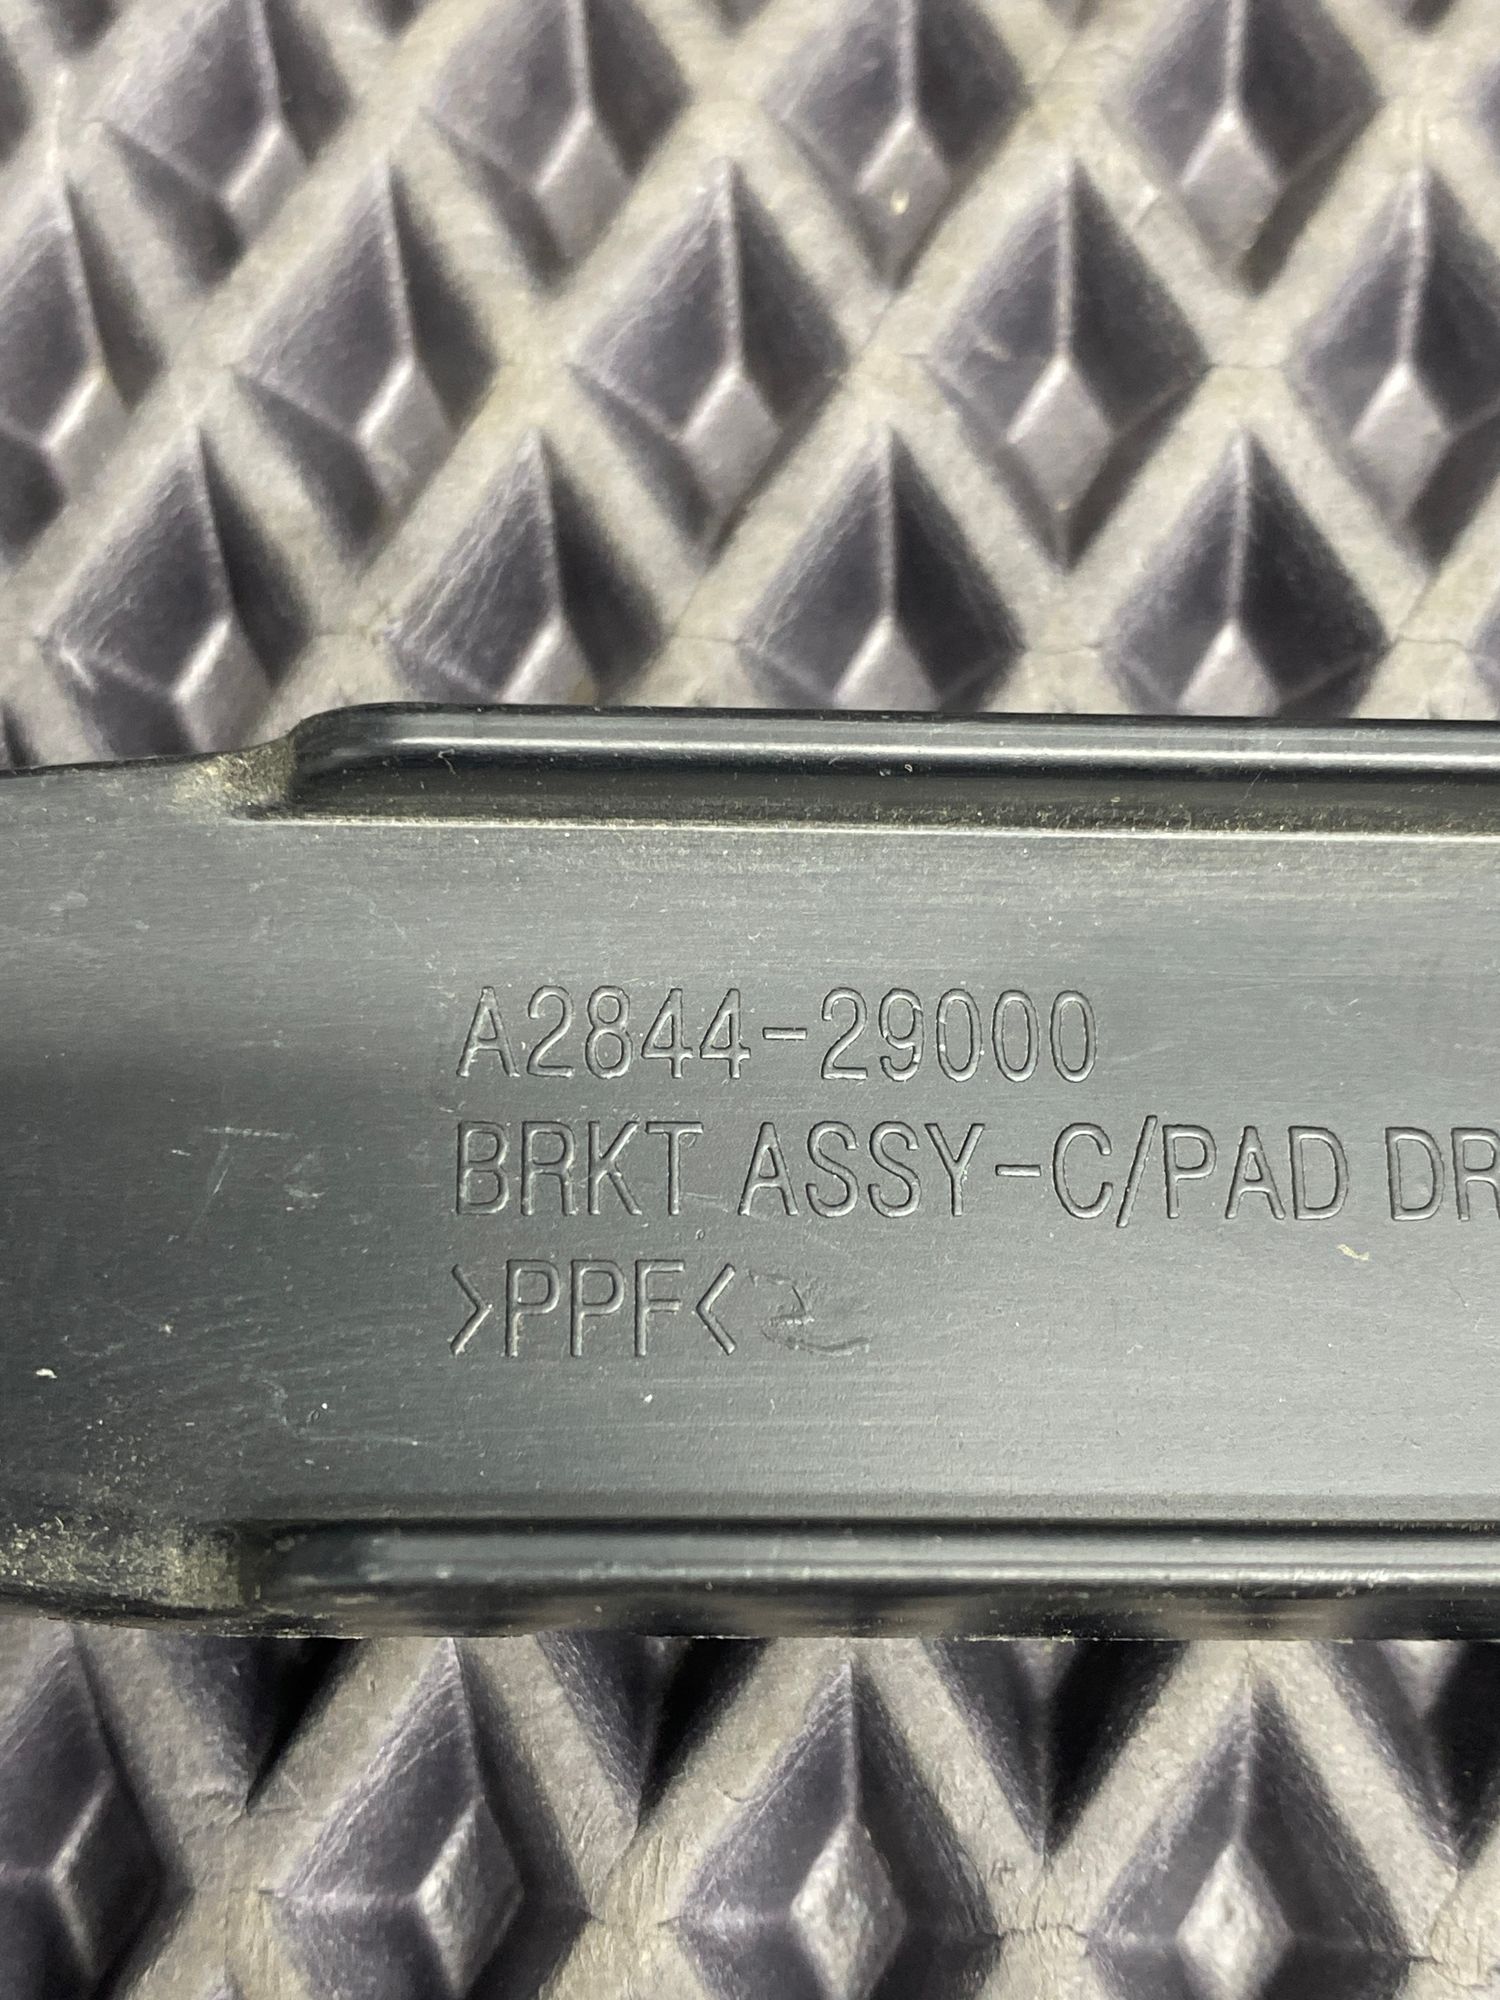 A2844-29000
BRKT ASSY-C/PAD DR
>PPF<